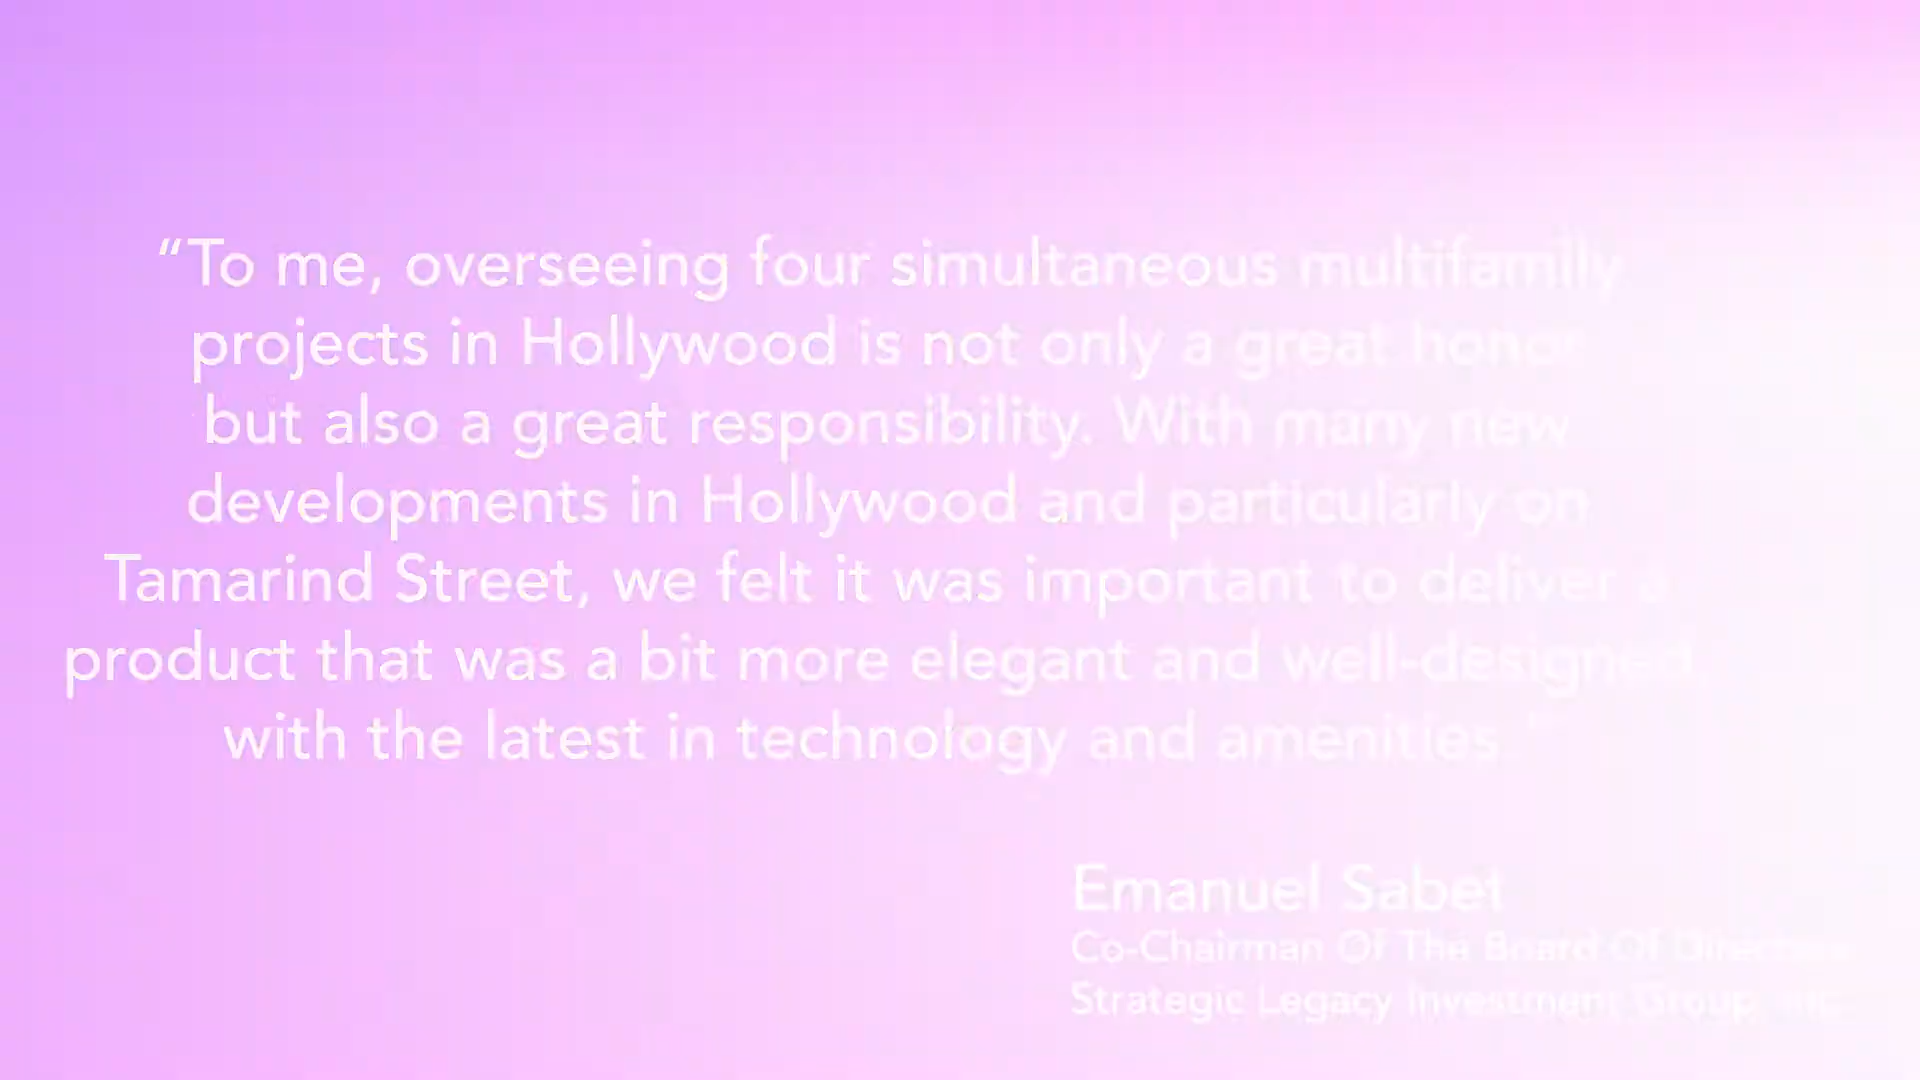 “To me, overseeing four simultaneous multifamily
projects in Hollywood is not only a great honor
but also a great responsibility. With many new
developments in Hollywood and particularly on
Tamarind Street, we felt it was important to deliver a
product that was a bit more elegant and well-designed
with the latest in technology and amenities.”
Emanuel Sabet
Co-Chairman Of The Board Of
Strategic Legacy Investment Group